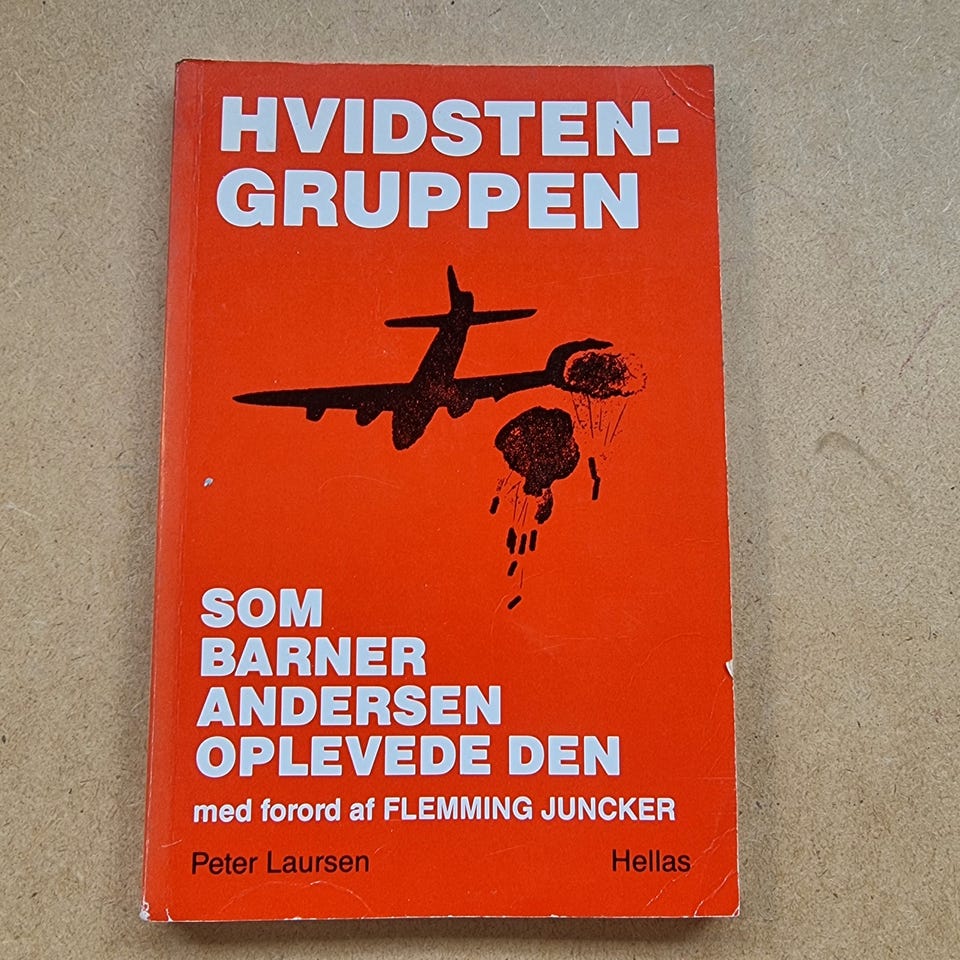 HVIDSTEN-
GRUPPEN
SOM
BARNER
ANDERSEN
OPLEVEDE DEN
med forord af FLEMMING JUNCKER
Peter Laursen Hellas